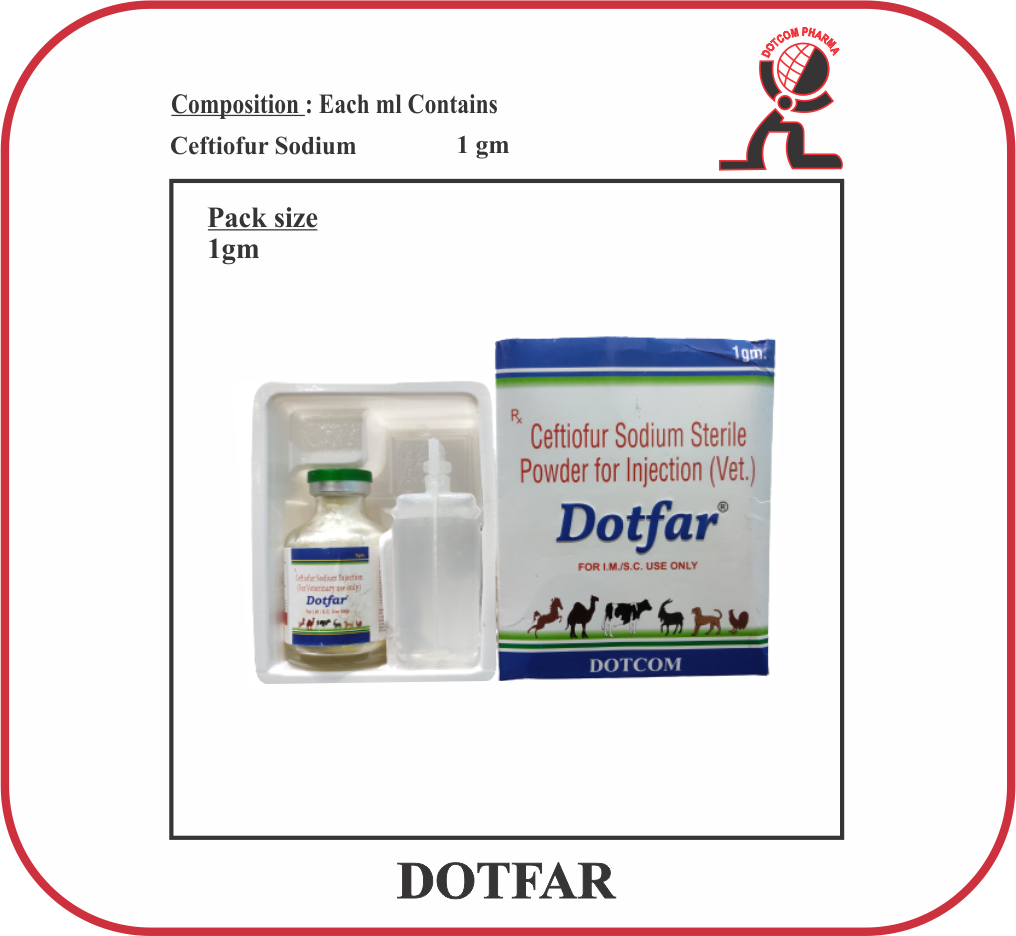 DOTCOM PHARMA
Composition : Each ml Contains
Ceftiofur Sodium 1 gm
Pack size
1gm
1gm.
Rx
Ceftiofur Sodium Sterile
Powder for Injection (Vet.)
Dotfar®
FOR I.M./S.C. USE ONLY
DOTCOM
1gm.
Ceftiofur Sodium Injection
(For Veterinary use only)
Dotfar
For I.M. / S.C. Use Only
DOTFAR